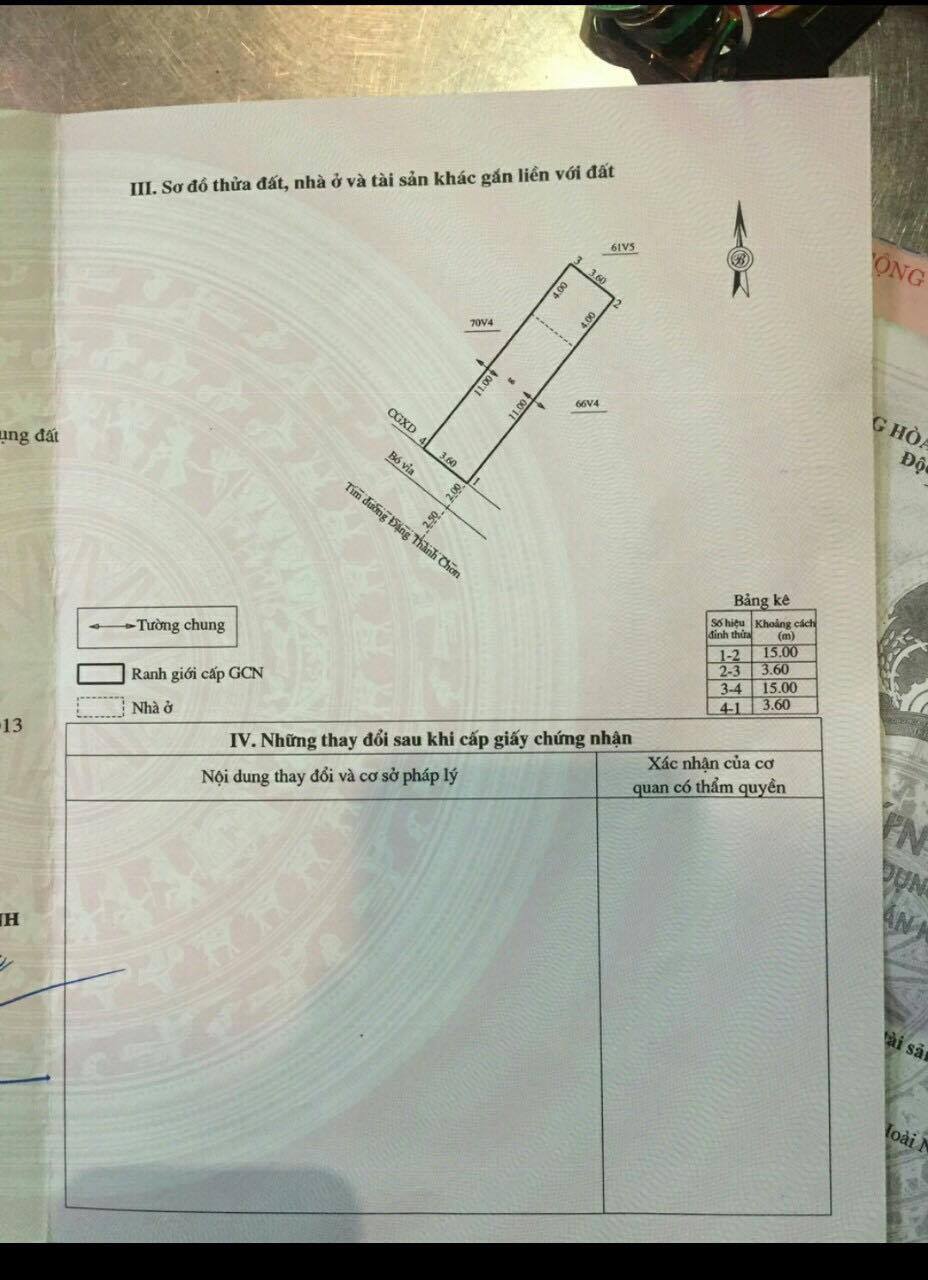 III. Sơ đồ thửa đất, nhà ở và tài sản khác gắn liền với đất
61V5
3
3.60
2
4.00
4.00
B
ỘNG
70V4
11.00
8
11.00
66V4
CGXD
4
3.60
1
Bó vỉa
2.00
2.50
Tim đường Đặng Thành Chơn
ụng đất
G HÒA
Độc
Tường chung
Ranh giới cấp GCN
Nhà ở
Bảng kê
Số hiệu đỉnh thửa
Khoảng cách (m)
1-2 15.00
2-3 3.60
3-4 15.00
4-1 3.60
013
IV. Những thay đổi sau khi cấp giấy chứng nhận
Nội dung thay đổi và cơ sở pháp lý
Xác nhận của cơ
quan có thẩm quyền
NH
ỨN
DỤNG
tài sản
Hoài N